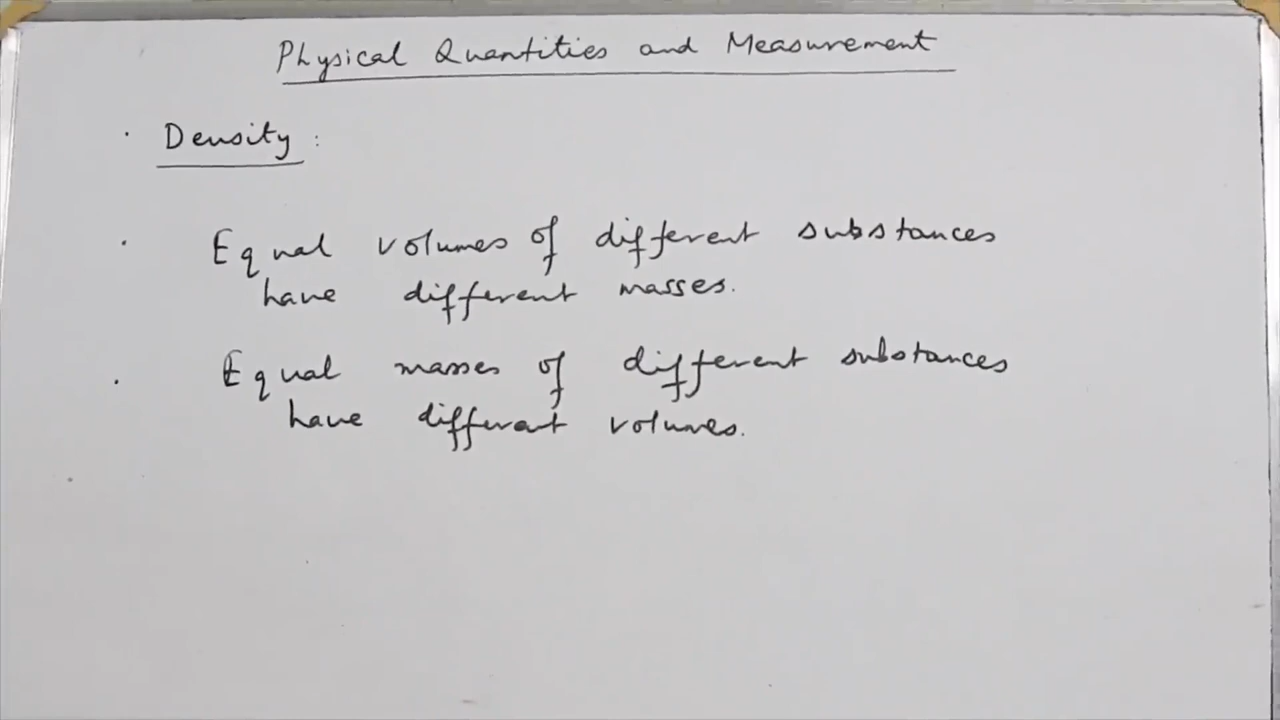 Physical Quantities and Measurement
. Density :
. Equal volumes of different substances
have different masses.
. Equal masses of different substances
have different volumes.